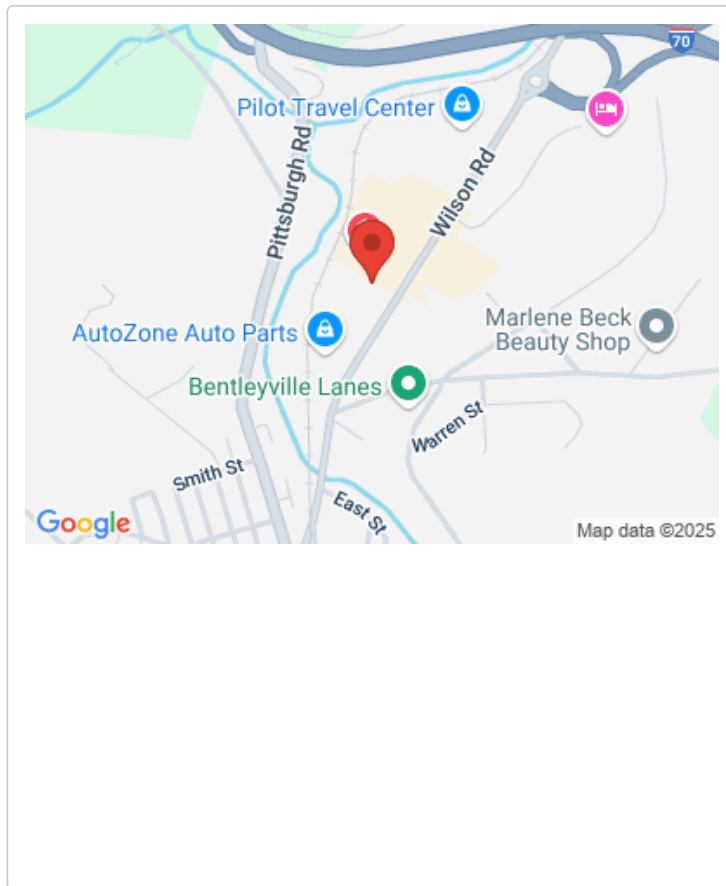 70
Pilot Travel Center
Pittsburgh Rd
Wilson Rd
AutoZone Auto Parts
Marlene Beck
Beauty Shop
Bentleyville Lanes
Warren St
Smith St
East St
Google
Map data ©2025